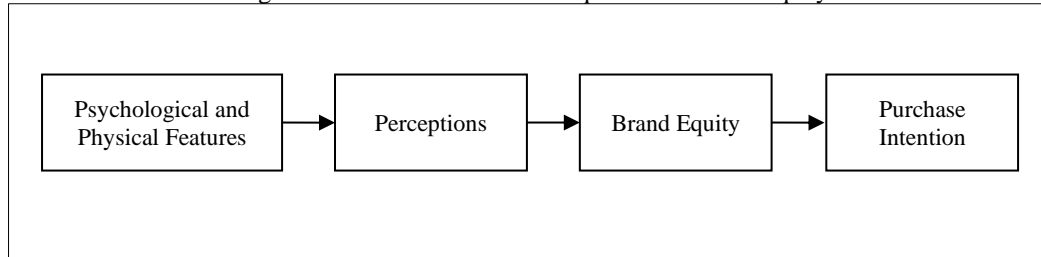 Psychological and
Physical Features
Perceptions
Brand Equity
Purchase
Intention